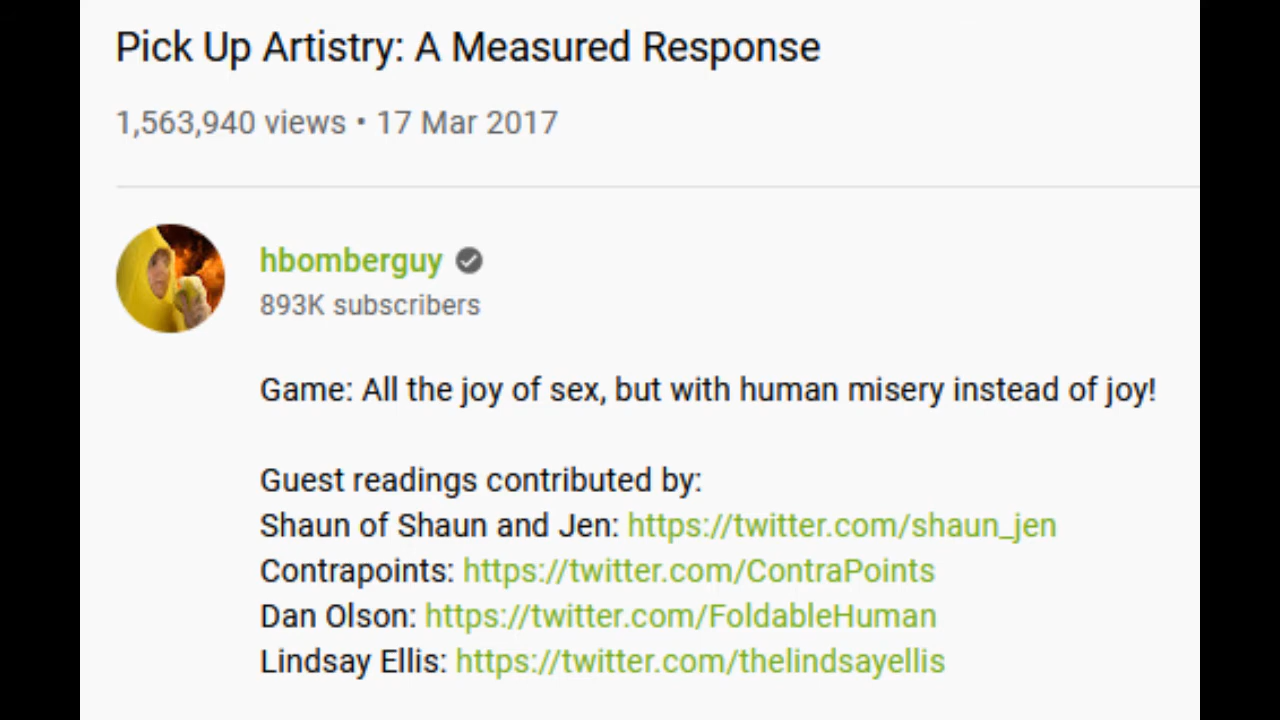 Pick Up Artistry: A Measured Response
1,563,940 views • 17 Mar 2017
hbomberguy
893K subscribers
Game: All the joy of sex, but with human misery instead of joy!
Guest readings contributed by:
Shaun of Shaun and Jen: https://twitter.com/shaun_jen
Contrapoints: https://twitter.com/ContraPoints
Dan Olson: https://twitter.com/FoldableHuman
Lindsay Ellis: https://twitter.com/thelindsayellis